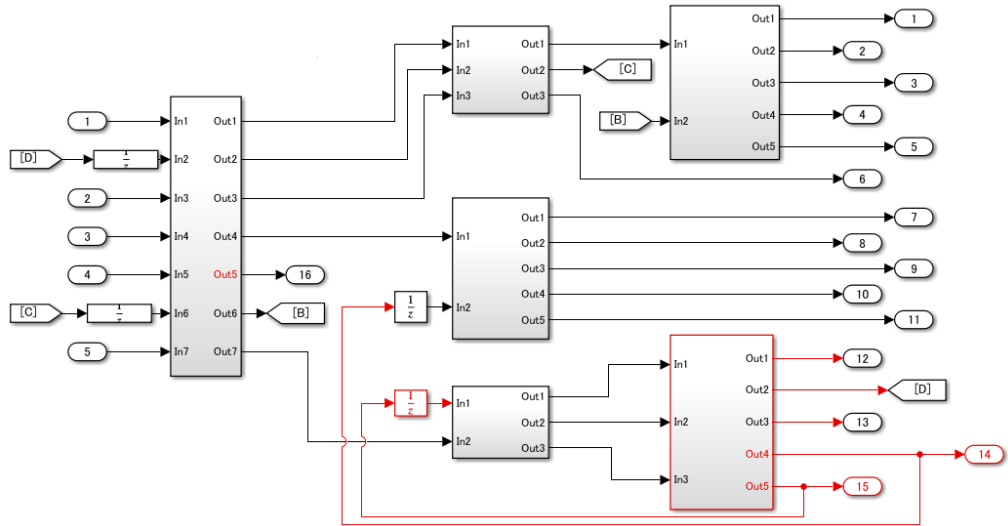 Out1 1
In1 Out1 In1 Out2 2
In2 Out2 [C] Out3 3
In3 Out3 [B] In2 Out4 4
Out5 5
6
1 In1 Out1
[D] 1 z In2 Out2
2 In3 Out3
3 In4 Out4
4 In5 Out5 16
[C] 1 z In6 Out6 [B]
5 In7 Out7
Out1 7
In1 Out2 8
Out3 9
1 z In2 Out4 10
Out5 11
1 z In1 Out1
Out2
In2 Out3
In1 Out1 12
Out2 [D]
In2 Out3 13
Out4 14
In3 Out5 15